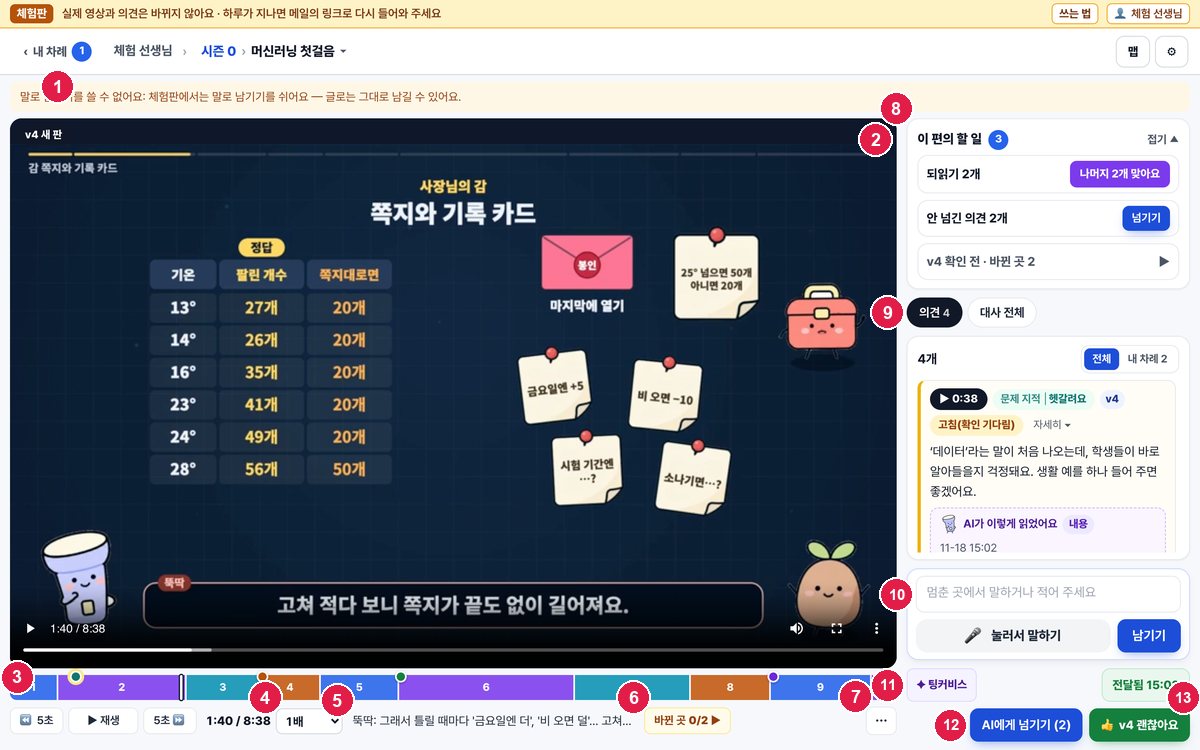 체험판 실제 영상과 의견은 바뀌지 않아요 · 하루가 지나면 메일의 링크로 다시 들어와 주세요 쓰는 법 체험 선생님
‹ 내 차례 1 체험 선생님 › 시즌 0 › 머신러닝 첫걸음 맵
1
말로 를 쓸 수 없어요: 체험판에서는 말로 남기기를 쉬어요 — 글로는 그대로 남길 수 있어요.
v4 새 판
2
감 쪽지와 기록 카드
사장님의 감
쪽지와 기록 카드
정답
기온 팔린 개수 쪽지대로면
13° 27개 20개
14° 26개 20개
16° 35개 20개
23° 41개 20개
24° 49개 20개
28° 56개 50개
봉인
마지막에 열기
25° 넘으면 50개
아니면 20개
금요일엔 +5
비 오면 −10
시험 기간엔
…?
소나기면…?
뚝딱
고쳐 적다 보니 쪽지가 끝도 없이 길어져요.
1:40 / 8:38
3
1 2 3 4 5 6 8 9
4 5 6 7
5초 ▶ 재생 5초 1:40 / 8:38 1배 뚝딱: 그래서 틀릴 때마다 '금요일엔 더', '비 오면 덜'… 고쳐… 바뀐 곳 0/2 ▶ ···
8
이 편의 할 일 3 접기 ▲
되읽기 2개 나머지 2개 맞아요
안 넘긴 의견 2개 넘기기
v4 확인 전 · 바뀐 곳 2 ▶
9
의견 4 대사 전체
4개 전체 내 차례 2
▶ 0:38 문제 지적 | 헷갈려요 v4
고침(확인 기다림) 자세히
‘데이터’라는 말이 처음 나오는데, 학생들이 바로
알아들을지 걱정돼요. 생활 예를 하나 들어 주면
좋겠어요.
AI가 이렇게 읽었어요 내용
11-18 15:02
10
멈춘 곳에서 말하거나 적어 주세요
눌러서 말하기 남기기
11
팅커비스 전달됨 15:02
12 13
AI에게 넘기기 (2) v4 괜찮아요